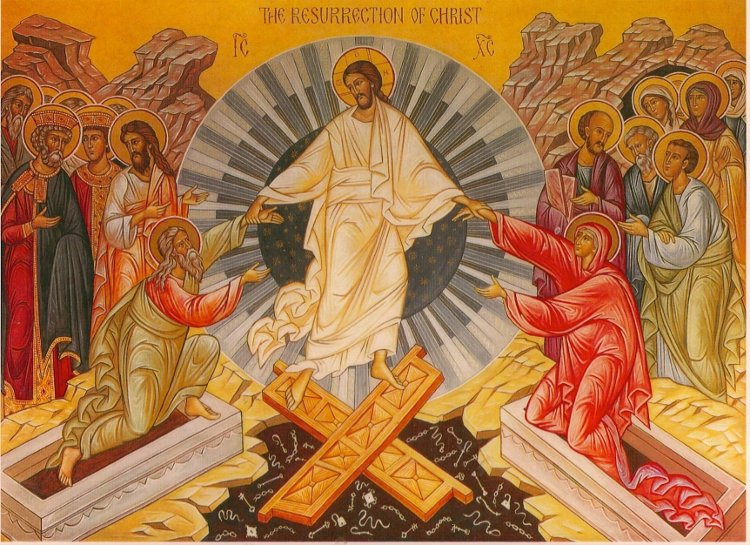 THE RESURRECTION OF CHRIST
IC XC